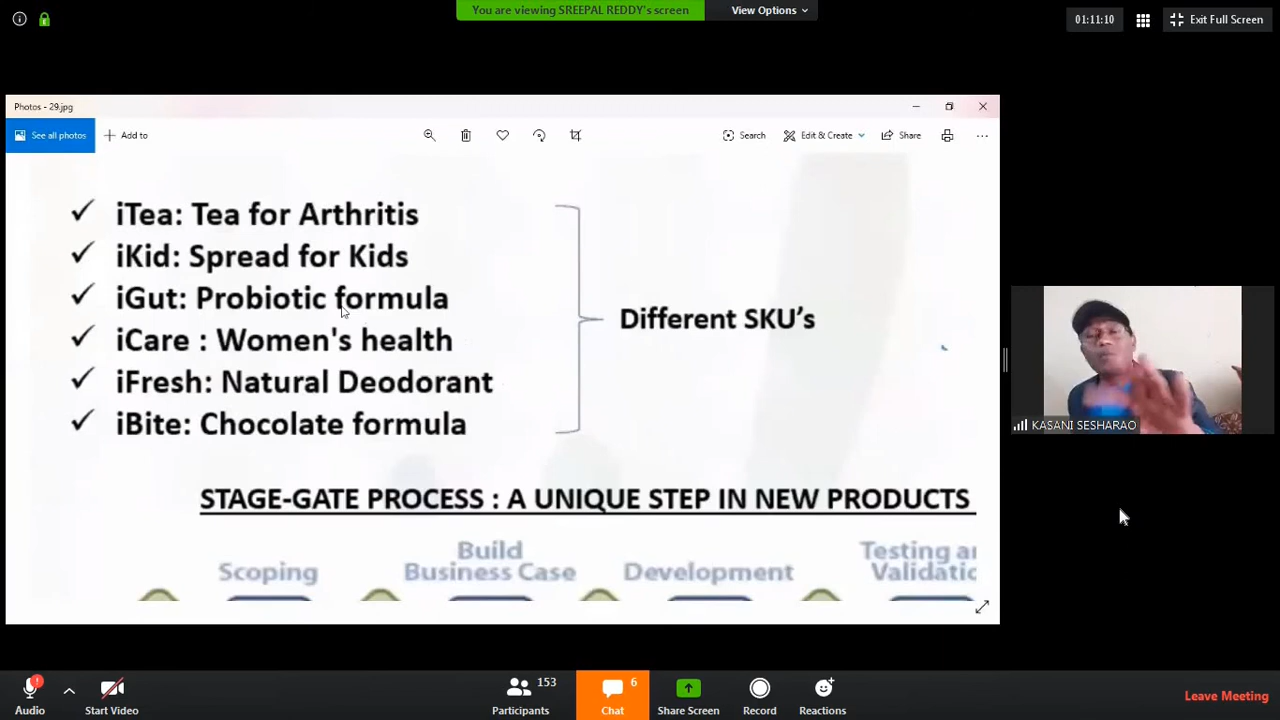 You are viewing SREEPAL REDDY's screen
View Options
01:11:10
Exit Full Screen
Photos - 29.jpg
See all photos
Add to
Search
Edit & Create
Share
✓ iTea: Tea for Arthritis
✓ iKid: Spread for Kids
✓ iGut: Probiotic formula
✓ iCare : Women's health
✓ iFresh: Natural Deodorant
✓ iBite: Chocolate formula
Different SKU's
KASANI SESHARAO
STAGE-GATE PROCESS : A UNIQUE STEP IN NEW PRODUCTS
Scoping
Build
Business Case
Development
Testing
Audio
Start Video
153
Participants
6
Chat
Share Screen
Record
Reactions
Leave Meeting